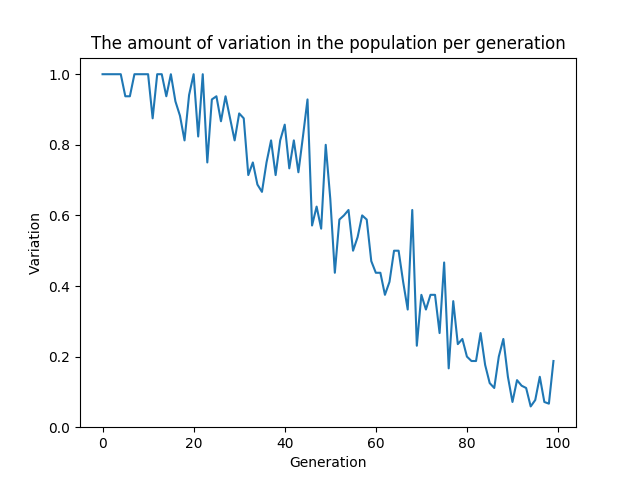 The amount of variation in the population per generation
1.0
0.8
0.6
0.4
0.2
0.0
Variation
0 20 40 60 80 100
Generation